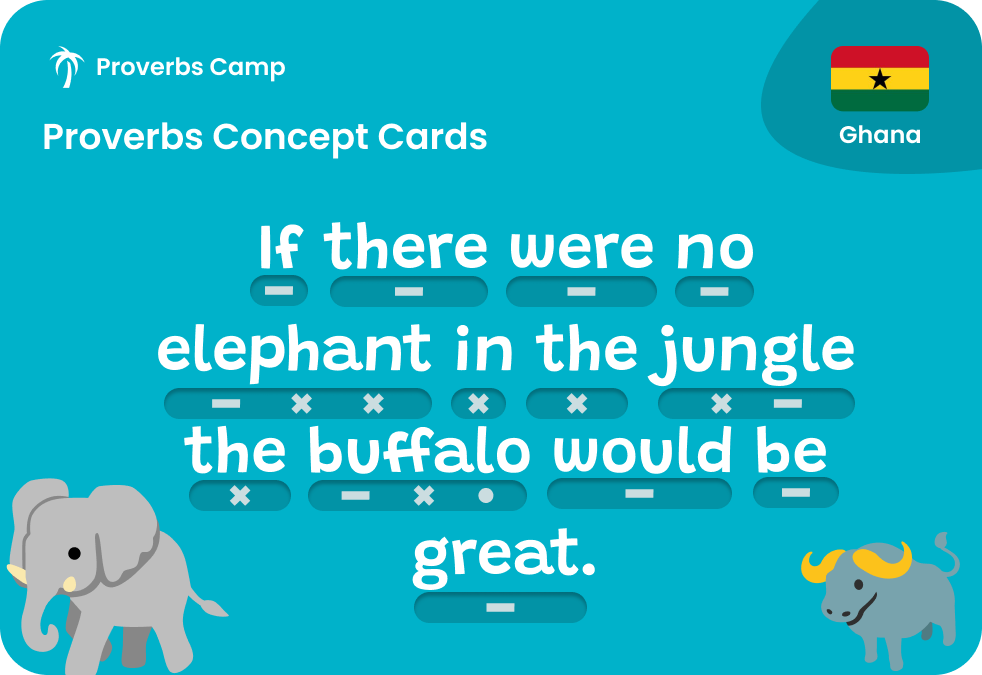 Proverbs Camp
Ghana
Proverbs Concept Cards
If there were no
elephant in the jungle
the buffalo would be
great.